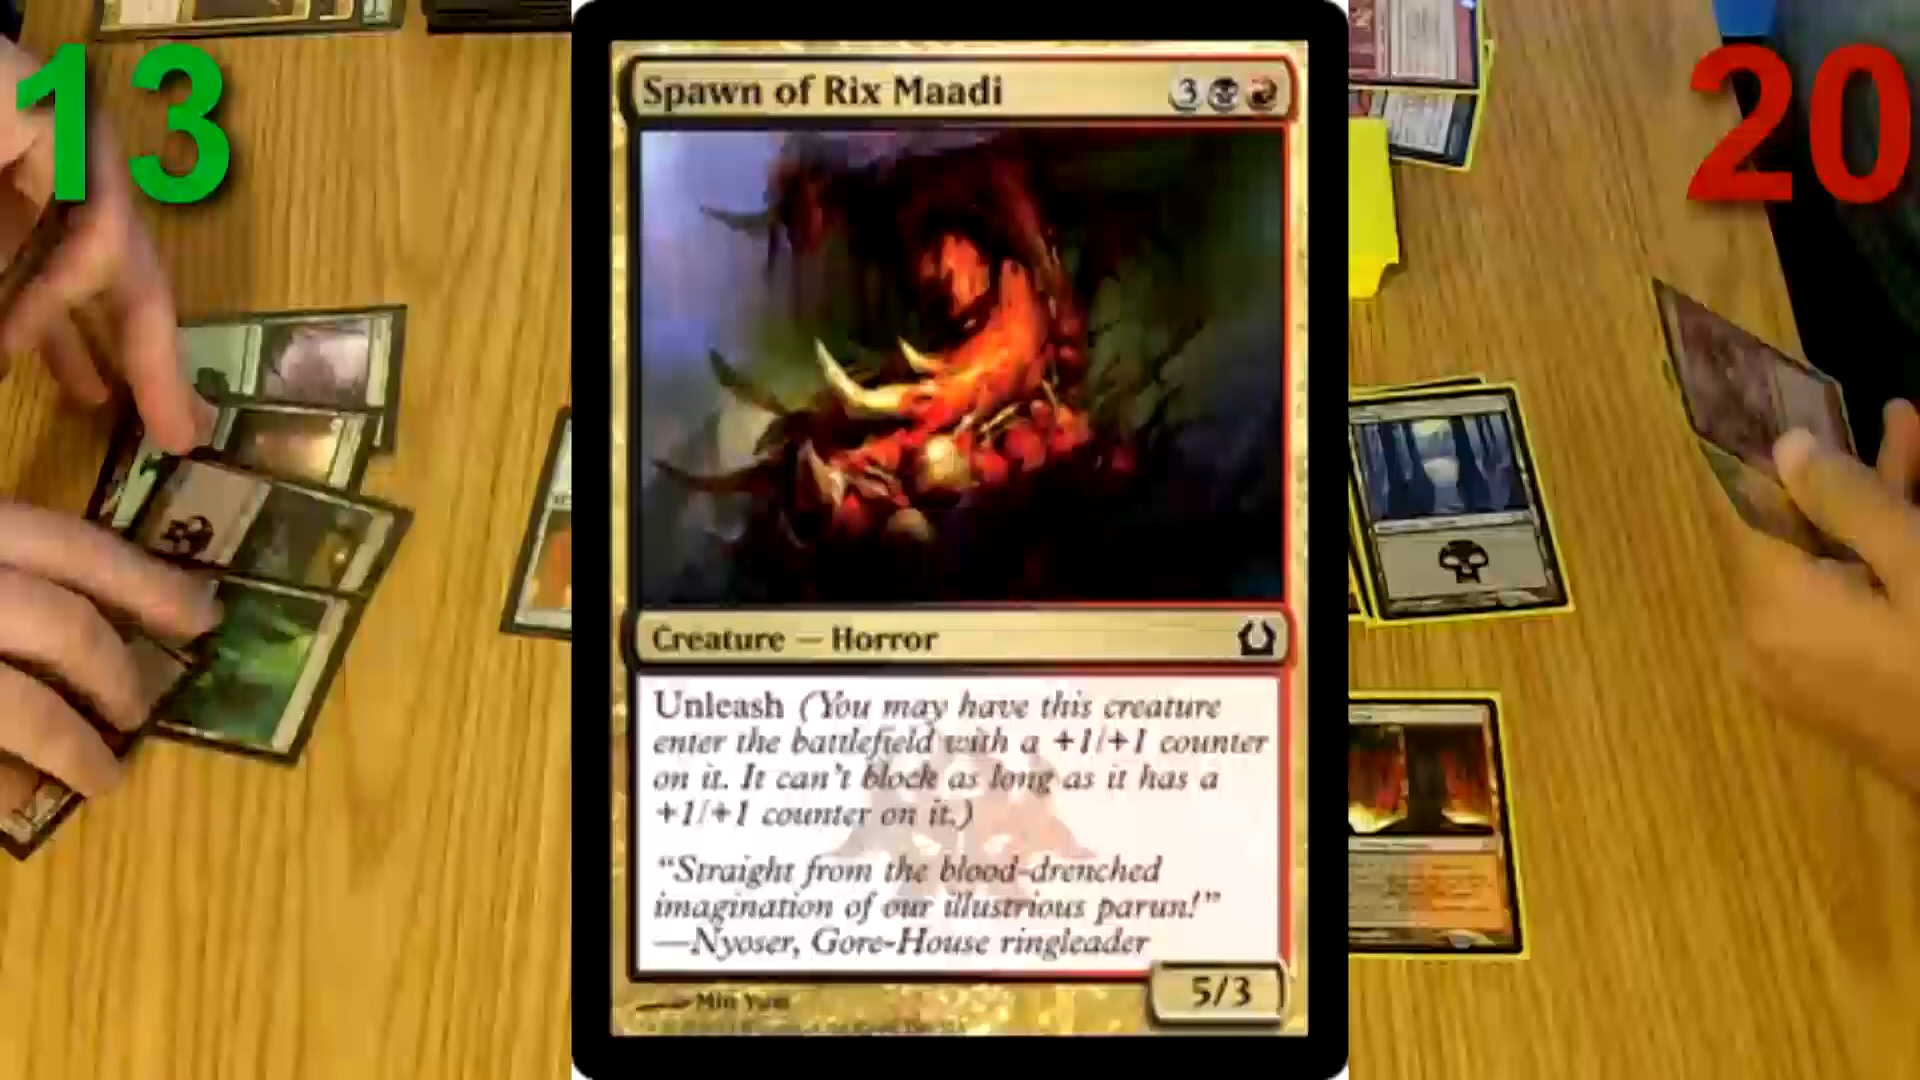 13
20
Spawn of Rix Maadi
3
Creature — Horror
Unleash (You may have this creature
enter the battlefield with a +1/+1 counter
on it. It can't block as long as it has a
+1/+1 counter on it.)
"Straight from the blood-drenched
imagination of our illustrious parun!"
—Nyoser, Gore-House ringleader
5/3